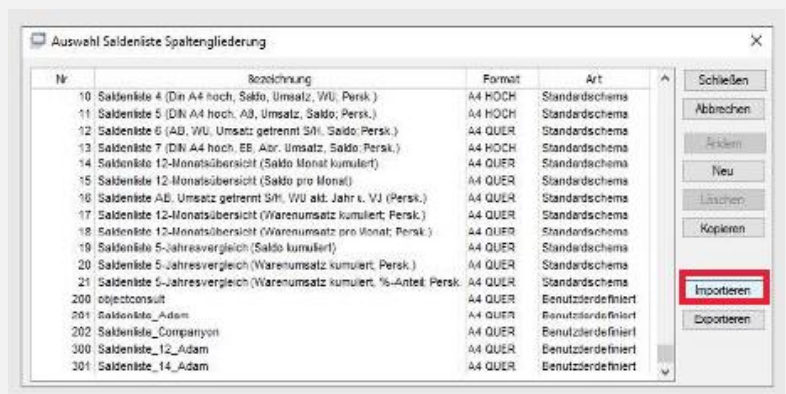 Auswahl Saldenliste Spaltengliederung
Nr Bezeichnung Format Art
10 Saldenliste 4 (Din A4 hoch, Saldo, Umsatz, WU; Persk.) A4 HOCH Standardschema
11 Saldenliste 5 (DIN A4 hoch, AB, Umsatz, Saldo; Persk.) A4 HOCH Standardschema
12 Saldenliste 6 (AB, WU, Umsatz getrennt S/H, Saldo; Persk.) A4 QUER Standardschema
13 Saldenliste 7 (DIN A4 hoch, EB, Abr. Umsatz, Saldo; Persk.) A4 HOCH Standardschema
14 Saldenliste 12-Monatsübersicht (Saldo Monat kumuliert) A4 QUER Standardschema
15 Saldenliste 12-Monatsübersicht (Saldo pro Monat) A4 QUER Standardschema
16 Saldenliste AB, Umsatz getrennt S/H, WU akt. Jahr u. VJ (Persk.) A4 QUER Standardschema
17 Saldenliste 12-Monatsübersicht (Warenumsatz kumuliert; Persk.) A4 QUER Standardschema
18 Saldenliste 12-Monatsübersicht (Warenumsatz pro Monat; Persk.) A4 QUER Standardschema
19 Saldenliste 5-Jahresvergleich (Saldo kumuliert) A4 QUER Standardschema
20 Saldenliste 5-Jahresvergleich (Warenumsatz kumuliert; Persk.) A4 QUER Standardschema
21 Saldenliste 5-Jahresvergleich (Warenumsatz kumuliert, %-Anteil; Persk. A4 QUER Standardschema
200 objectconsult A4 QUER Benutzerdefiniert
201 Saldenliste_Adam A4 QUER Benutzerdefiniert
202 Saldenliste_Companyon A4 QUER Benutzerdefiniert
300 Saldenliste_12_Adam A4 QUER Benutzerdefiniert
301 Saldenliste_14_Adam A4 QUER Benutzerdefiniert
Schließen
Abbrechen
Ändern
Neu
Löschen
Kopieren
Importieren
Exportieren